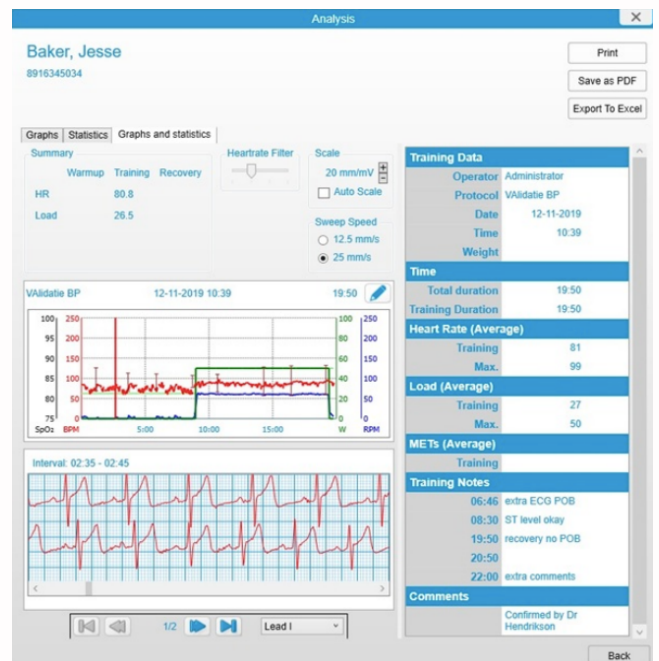 Analysis
Baker, Jesse
8916345034
Print
Save as PDF
Export To Excel
Graphs Statistics Graphs and statistics
Summary
Warmup Training Recovery
HR 80.8
Load 26.5
Heartrate Filter
Scale
20 mm/mV
Auto Scale
Sweep Speed
12.5 mm/s
25 mm/s
VAlidatie BP 12-11-2019 10:39 19:50
100 250 100 250
95 200 80 200
90 150 60 150
85 100 40 100
80 50 20 50
75 0 0 0
SpO2 BPM 5:00 10:00 15:00 W RPM
Interval: 02:35 - 02:45
1/2 Lead I
Training Data
Operator Administrator
Protocol VAlidatie BP
Date 12-11-2019
Time 10:39
Weight
Time
Total duration 19:50
Training Duration 19:50
Heart Rate (Average)
Training 81
Max. 99
Load (Average)
Training 27
Max. 50
METs (Average)
Training
Training Notes
06:46 extra ECG POB
08:30 ST level okay
19:50 recovery no POB
20:50
22:00 extra comments
Comments
Confirmed by Dr
Hendrikson
Back